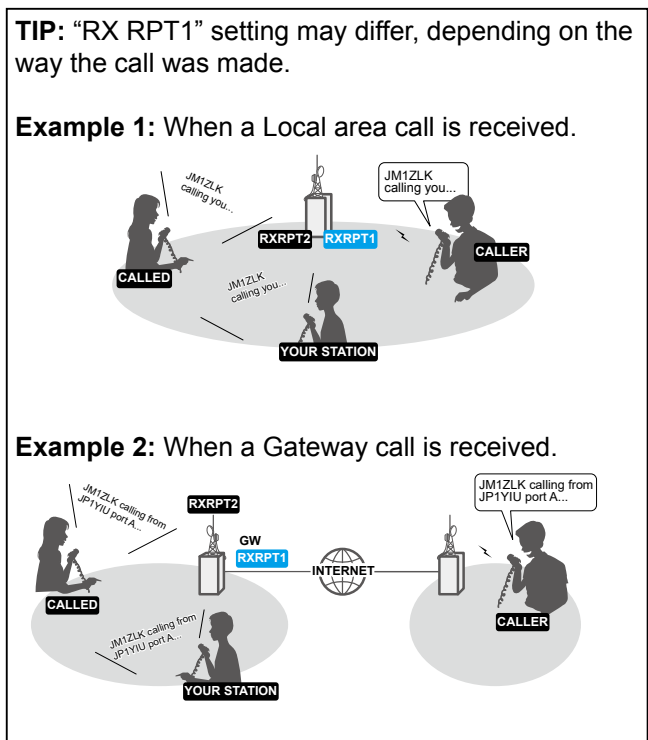 TIP: “RX RPT1” setting may differ, depending on the
way the call was made.
Example 1: When a Local area call is received.
JM1ZLK
calling you...
JM1ZLK
calling you...
RXRPT2
RXRPT1
CALLED
CALLER
JM1ZLK
calling you...
YOUR STATION
Example 2: When a Gateway call is received.
JM1ZLK calling from
JP1YIU port A...
JM1ZLK calling from
JP1YIU port A...
RXRPT2
GW
RXRPT1
INTERNET
CALLED
CALLER
JM1ZLK calling from
JP1YIU port A...
YOUR STATION